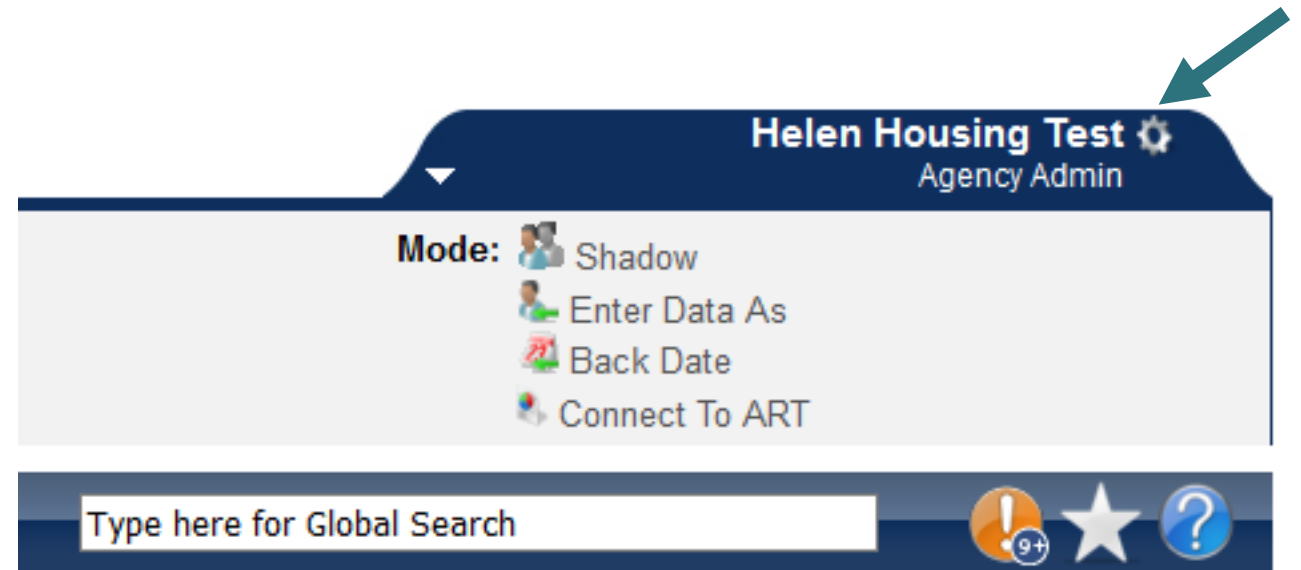 Helen Housing Test
Agency Admin
Mode: Shadow
Enter Data As
Back Date
Connect To ART
Type here for Global Search
9+